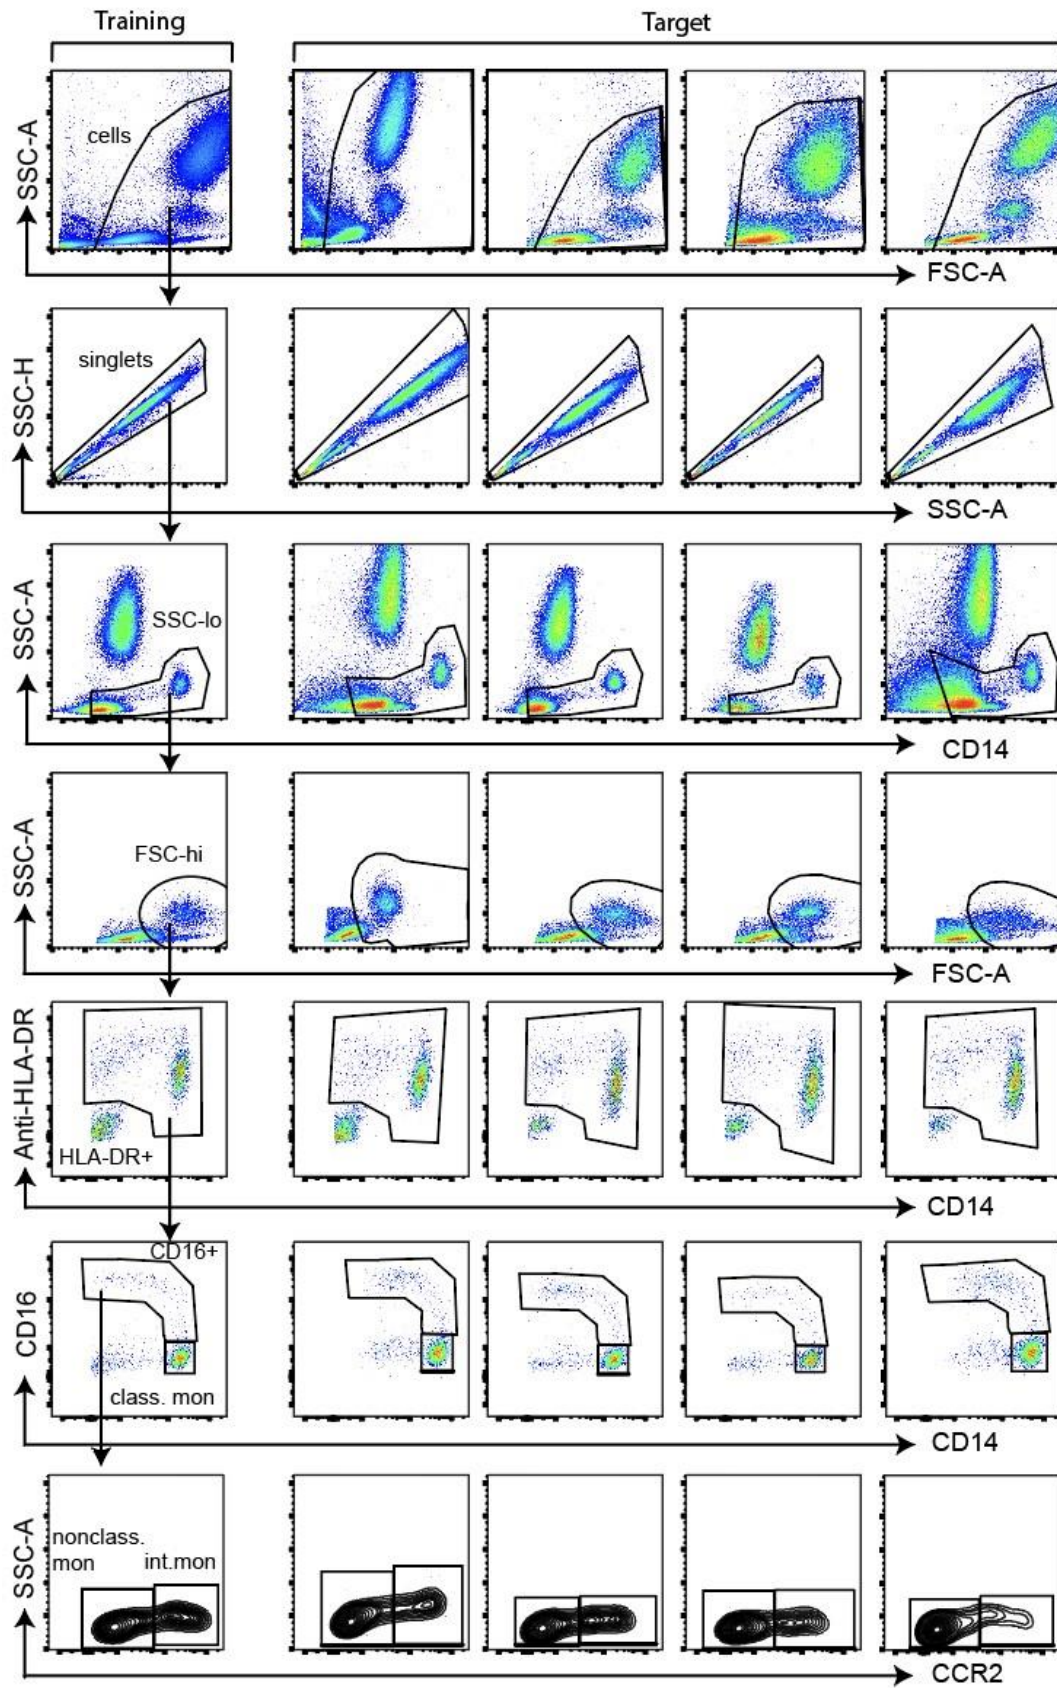 Training
Target
SSC-A
cells
FSC-A
SSC-H
singlets
SSC-A
SSC-A
SSC-lo
CD14
SSC-A
FSC-hi
FSC-A
Anti-HLA-DR
HLA-DR+
CD14
CD16
CD16+
class. mon
CD14
SSC-A
nonclass.
mon
int.mon
CCR2